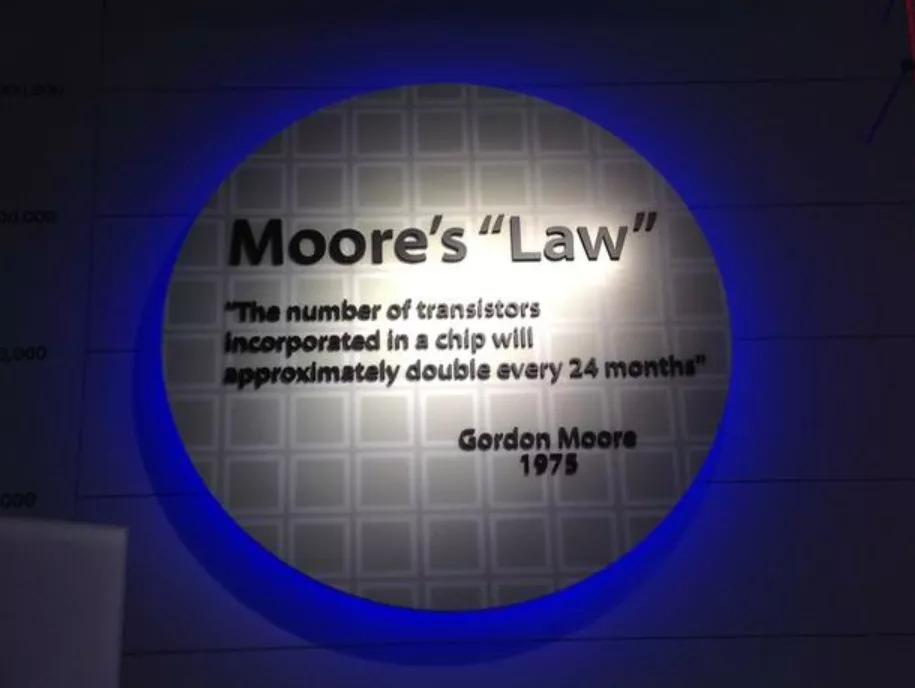 Moore's “Law”
“The number of transistors
incorporated in a chip will
approximately double every 24 months”
Gordon Moore
1975